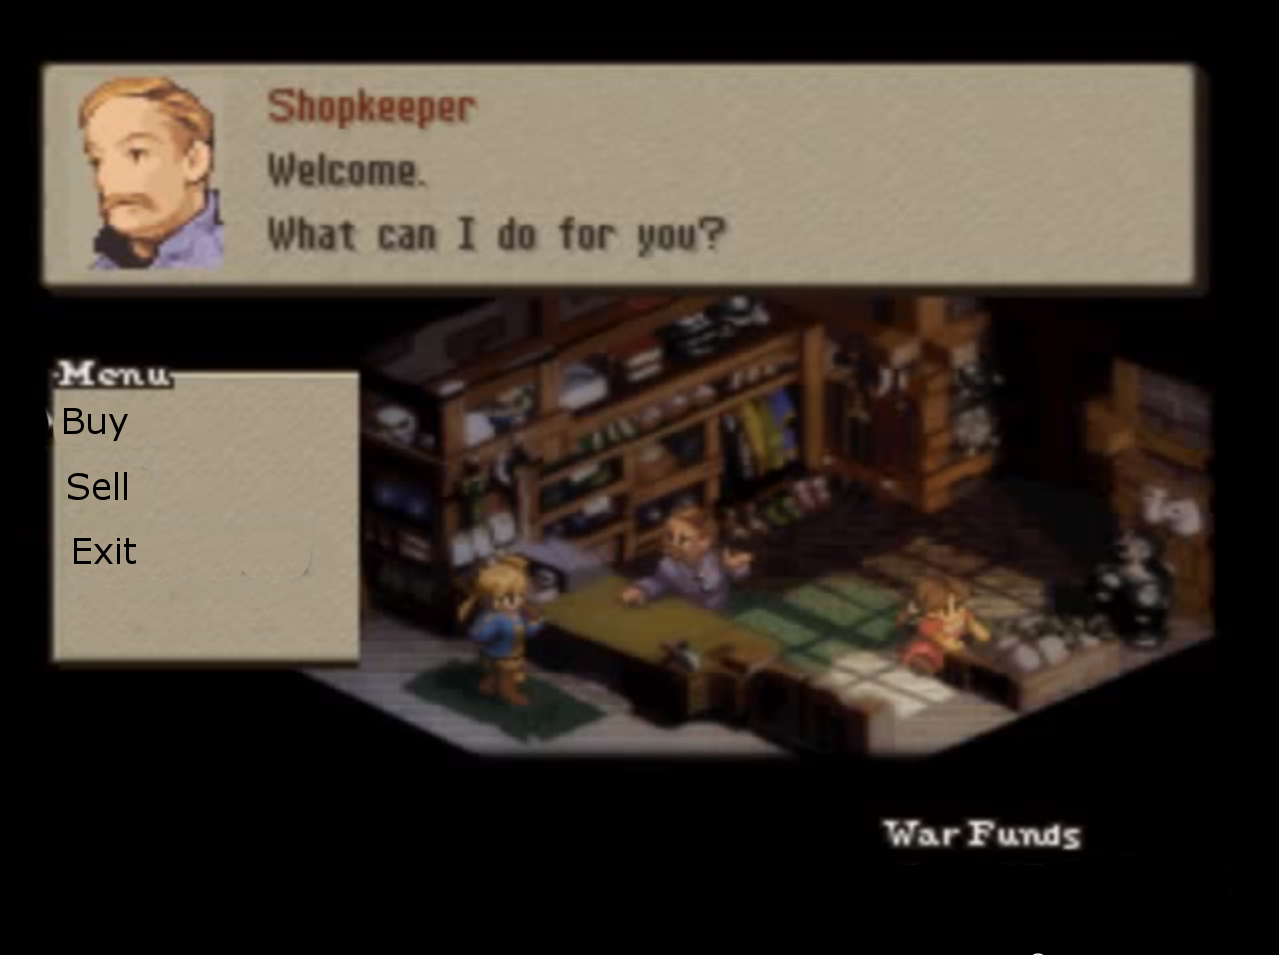 Shopkeeper
Welcome.
What can I do for you?
Menu
Buy
Sell
Exit
War Funds